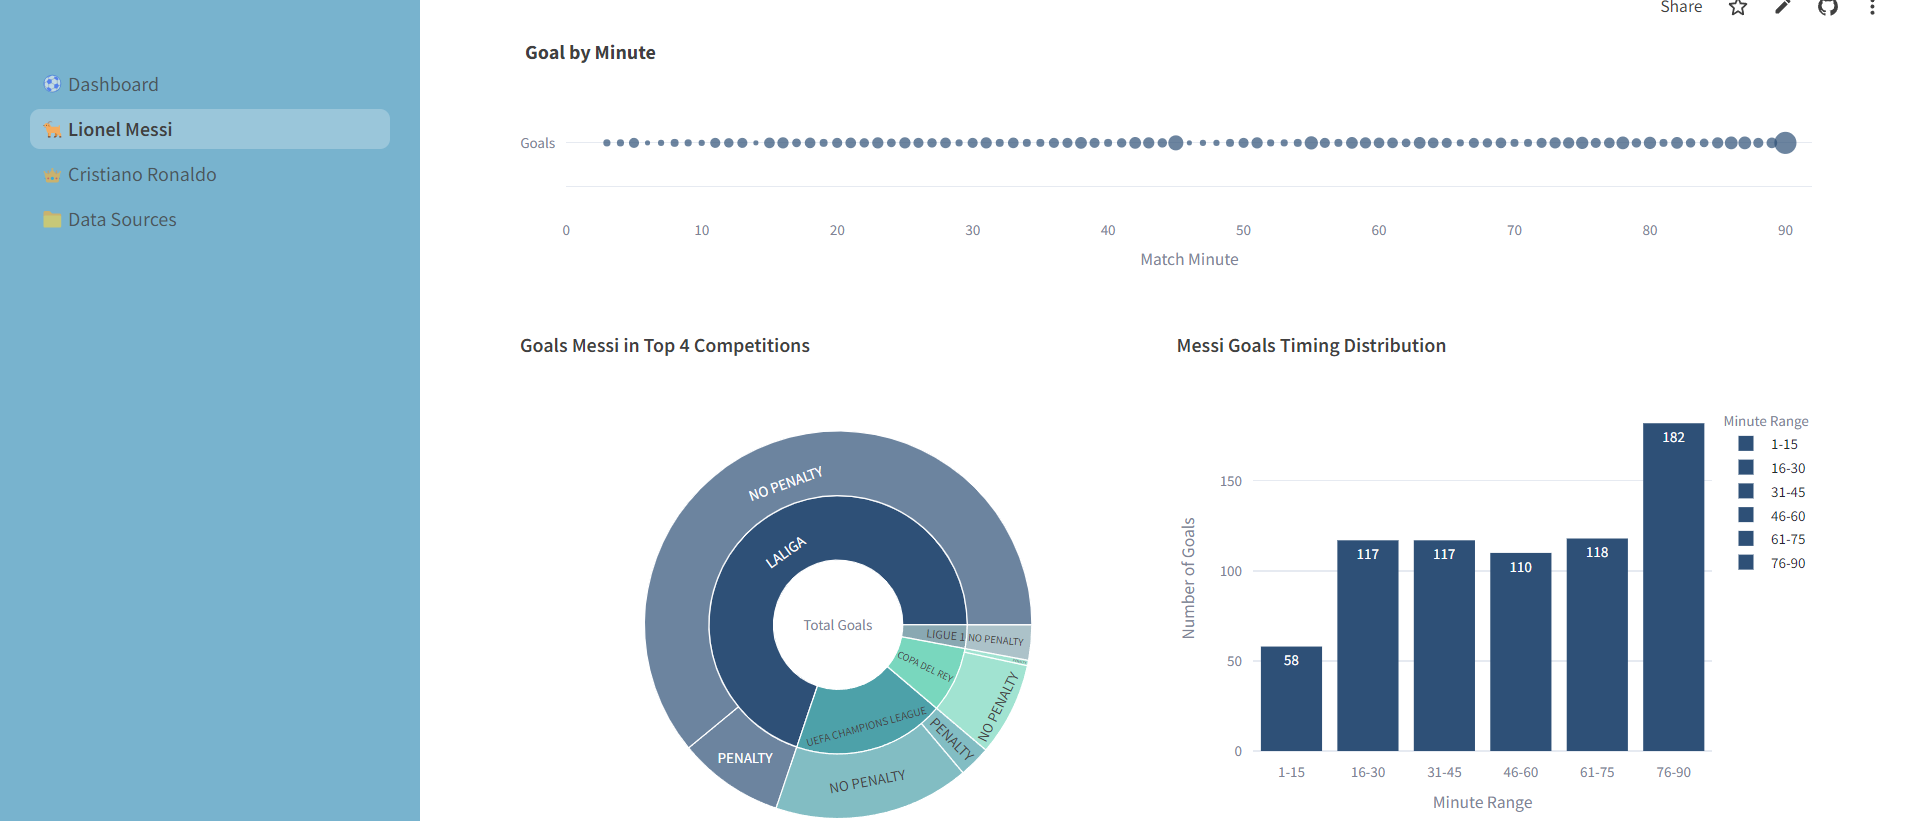 Share
Dashboard
Lionel Messi
Cristiano Ronaldo
Data Sources
Goal by Minute
Goals
0 10 20 30 40 50 60 70 80 90
Match Minute
Goals Messi in Top 4 Competitions
NO PENALTY
LALIGA
Total Goals
LIGUE 1
NO PENALTY
COPA DEL REY
NO PENALTY
UEFA CHAMPIONS LEAGUE
PENALTY
NO PENALTY
PENALTY
Messi Goals Timing Distribution
Number of Goals
150
100
50
0
58
117
117
110
118
182
1-15 16-30 31-45 46-60 61-75 76-90
Minute Range
Minute Range
1-15
16-30
31-45
46-60
61-75
76-90